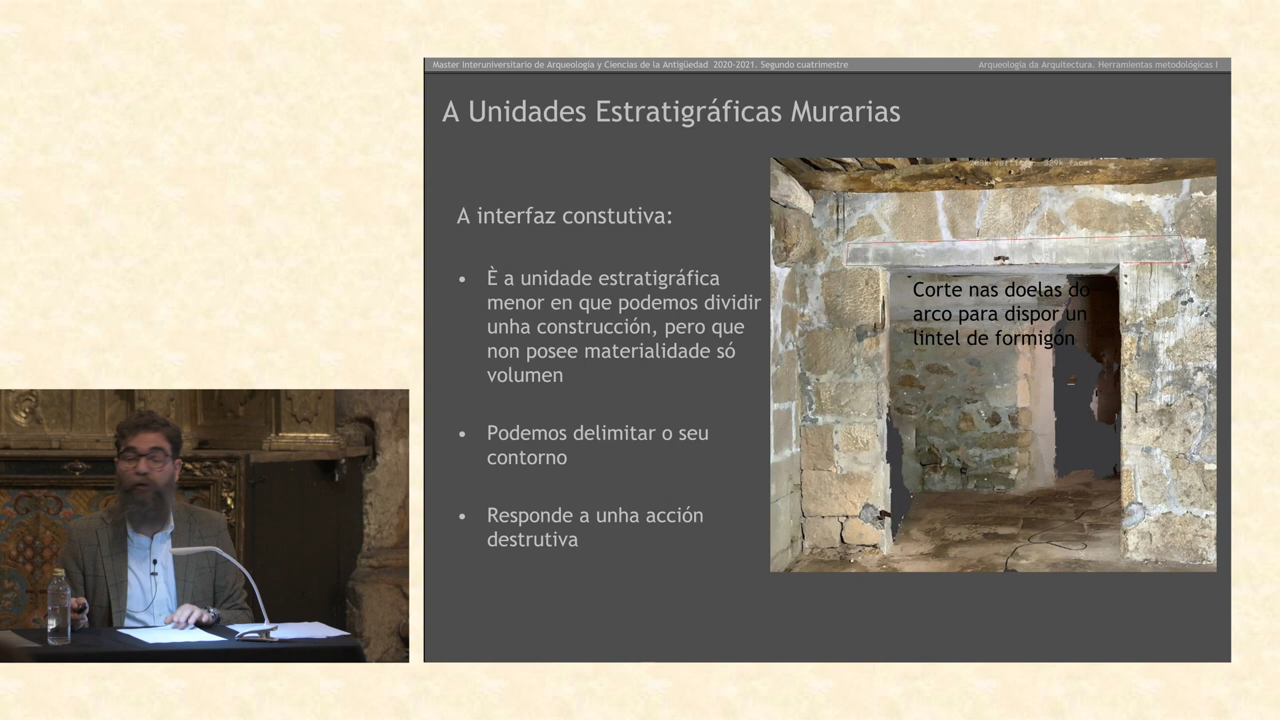 Master Interuniversitario de Arqueología y Ciencias de la Antigüedad 2020-2021. Segundo cuatrimestre
Arqueología da Arquitectura. Herramientas metodológicas I
A Unidades Estratigráficas Murarias
A interfaz constutiva:
• È a unidade estratigráfica
menor en que podemos dividir
unha construcción, pero que
non posee materialidade só
volumen
• Podemos delimitar o seu
contorno
• Responde a unha acción
destrutiva
Corte nas doelas do
arco para dispor un
lintel de formigón